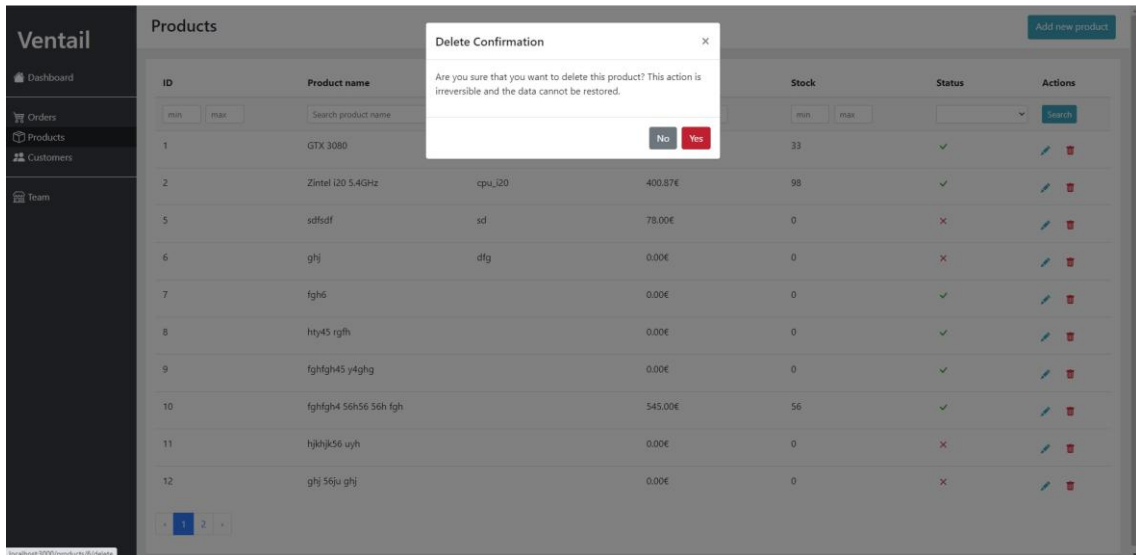 Ventail
Products
Add new product
Delete Confirmation
×
Are you sure that you want to delete this product? This action is
irreversible and the data cannot be restored.
No Yes
Dashboard
Orders
Products
Customers
Team
ID Product name Stock Status Actions
min max Search product name min max Search
1 GTX 3080 33
2 Zintel i20 5,4GHz cpu_i20 400.87€ 98
5 sdfsdf sd 78.00€ 0
6 ghj dfg 0.00€ 0
7 fgh6 0.00€ 0
8 hty45 rgfh 0.00€ 0
9 fghfgh45 y4ghg 0.00€ 0
10 fghfgh4 56h56 56h fgh 545.00€ 56
11 hjkhjk56 uyh 0.00€ 0
12 ghj 56ju ghj 0.00€ 0
‹ 1 2 ›